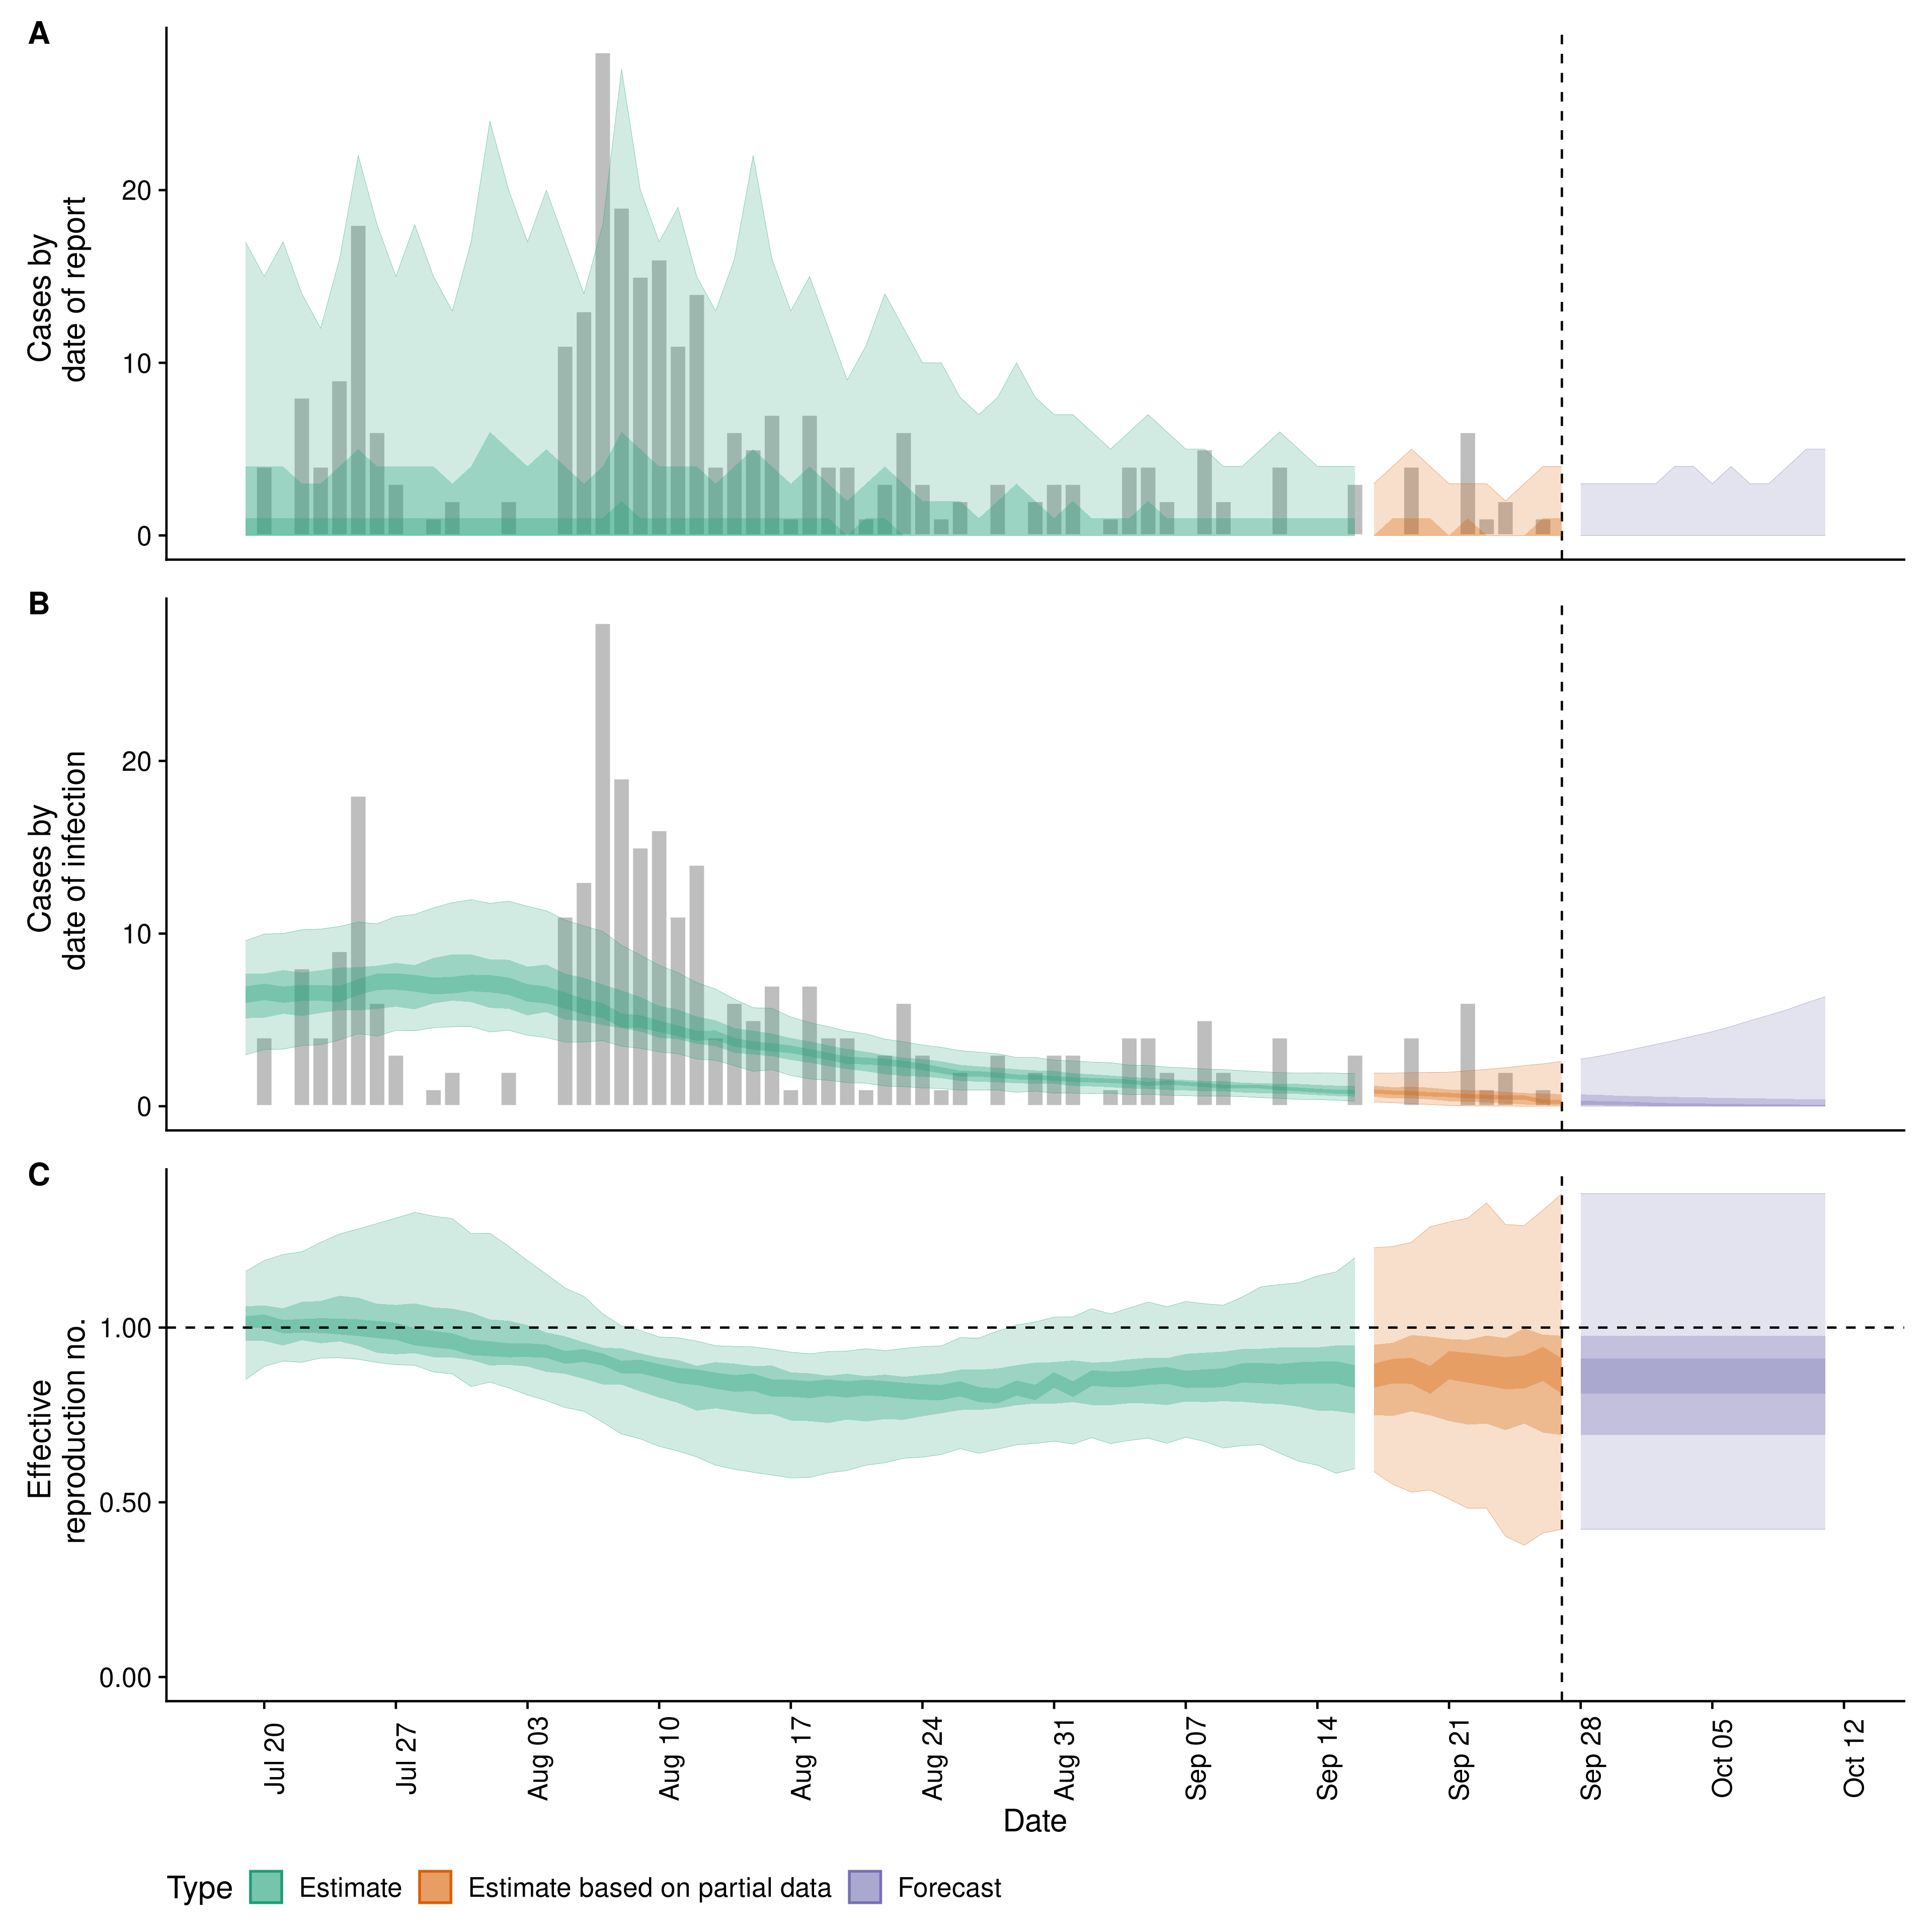 A
Cases by
date of report
20
10
0
B
Cases by
date of infection
20
10
0
C
Effective
reproduction no.
1.00
0.50
0.00
Jul 20
Jul 27
Aug 03
Aug 10
Aug 17
Aug 24
Aug 31
Sep 07
Sep 14
Sep 21
Sep 28
Oct 05
Oct 12
Date
Type Estimate Estimate based on partial data Forecast